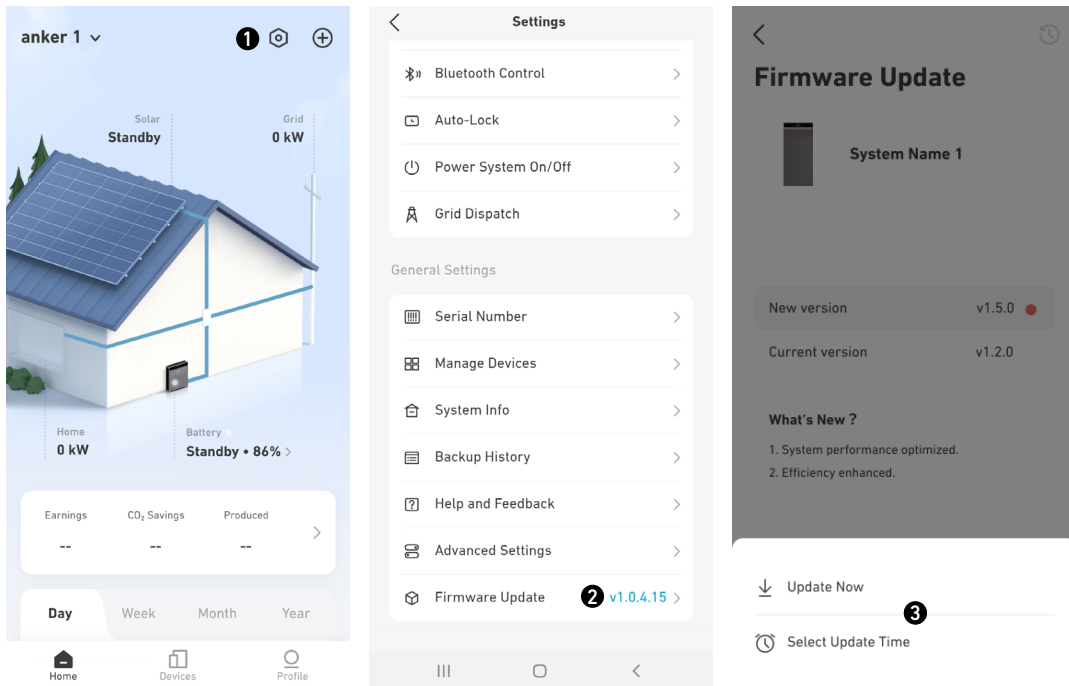 anker 1
1
Solar
Standby
Grid
0 kW
Home
0 kW
Battery
Standby • 86%
Earnings
CO₂ Savings
Produced
--
--
--
Day
Week
Month
Year
Home
Devices
Profile
Settings
Bluetooth Control
Auto-Lock
Power System On/Off
Grid Dispatch
General Settings
Serial Number
Manage Devices
System Info
Backup History
Help and Feedback
Advanced Settings
Firmware Update
2
v1.0.4.15
Firmware Update
System Name 1
New version
v1.5.0
Current version
v1.2.0
What's New ?
1. System performance optimized.
2. Efficiency enhanced.
Update Now
3
Select Update Time